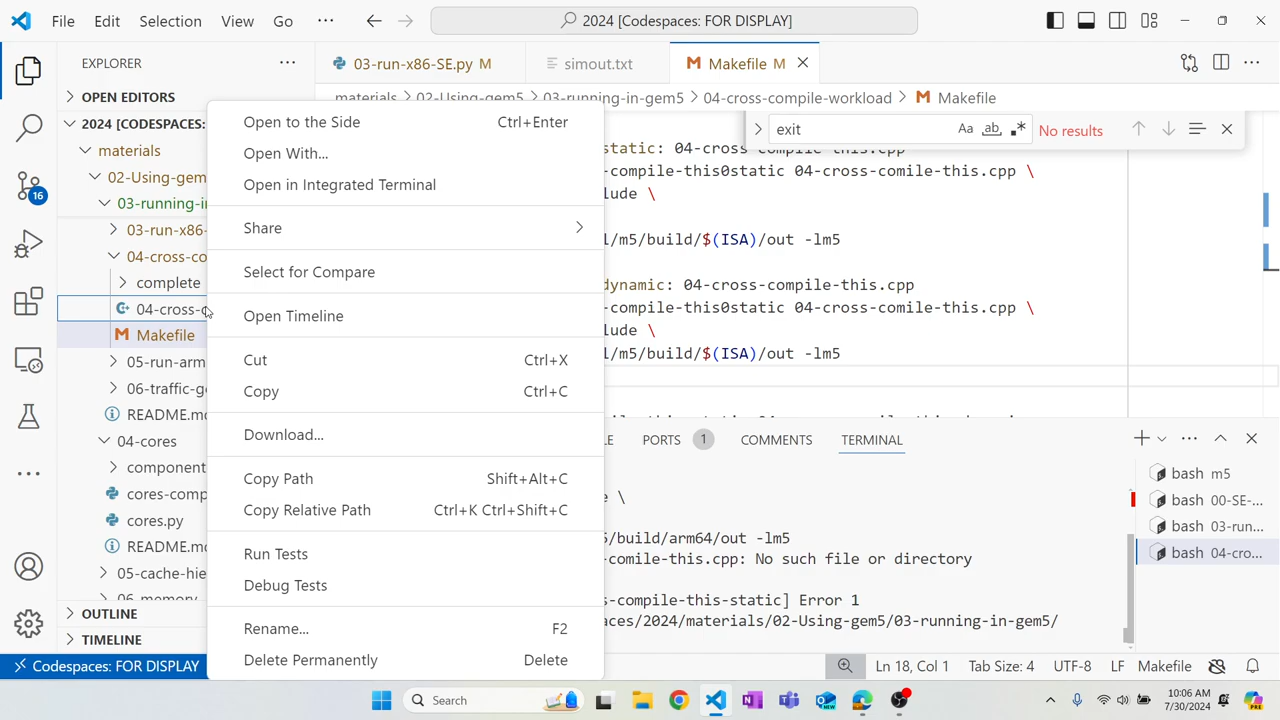 File Edit Selection View Go ··· 2024 [Codespaces: FOR DISPLAY]
EXPLORER ···
OPEN EDITORS
2024 [CODESPACES:
materials
02-Using-gem
03-running-i
03-run-x86-
04-cross-co
complete
04-cross-c
Makefile
05-run-arm
06-traffic-g
README.m
04-cores
component
cores-comp
cores.py
README.m
05-cache-hie
06-memory
OUTLINE
TIMELINE
16
03-run-x86-SE.py M
simout.txt
Makefile M
materials > 02-Using-gem5 > 03-running-in-gem5 > 04-cross-compile-workload > Makefile
exit Aa ab .* No results
static: 04-cross-compile-this.cpp
compile-this0static 04-cross-comile-this.cpp \
lude \
1/m5/build/$(ISA)/out -lm5
dynamic: 04-cross-compile-this.cpp
compile-this0static 04-cross-compile-this.cpp \
lude \
1/m5/build/$(ISA)/out -lm5
Open to the Side Ctrl+Enter
Open With...
Open in Integrated Terminal
Share
Select for Compare
Open Timeline
Cut Ctrl+X
Copy Ctrl+C
Download...
Copy Path Shift+Alt+C
Copy Relative Path Ctrl+K Ctrl+Shift+C
Run Tests
Debug Tests
Rename... F2
Delete Permanently Delete
LE PORTS 1 COMMENTS TERMINAL
e \
5/build/arm64/out -lm5
-comile-this.cpp: No such file or directory
s-compile-this-static] Error 1
aces/2024/materials/02-Using-gem5/03-running-in-gem5/
bash m5
bash 00-SE-...
bash 03-run...
bash 04-cro...
Codespaces: FOR DISPLAY
Ln 18, Col 1 Tab Size: 4 UTF-8 LF Makefile
Search
10:06 AM
7/30/2024